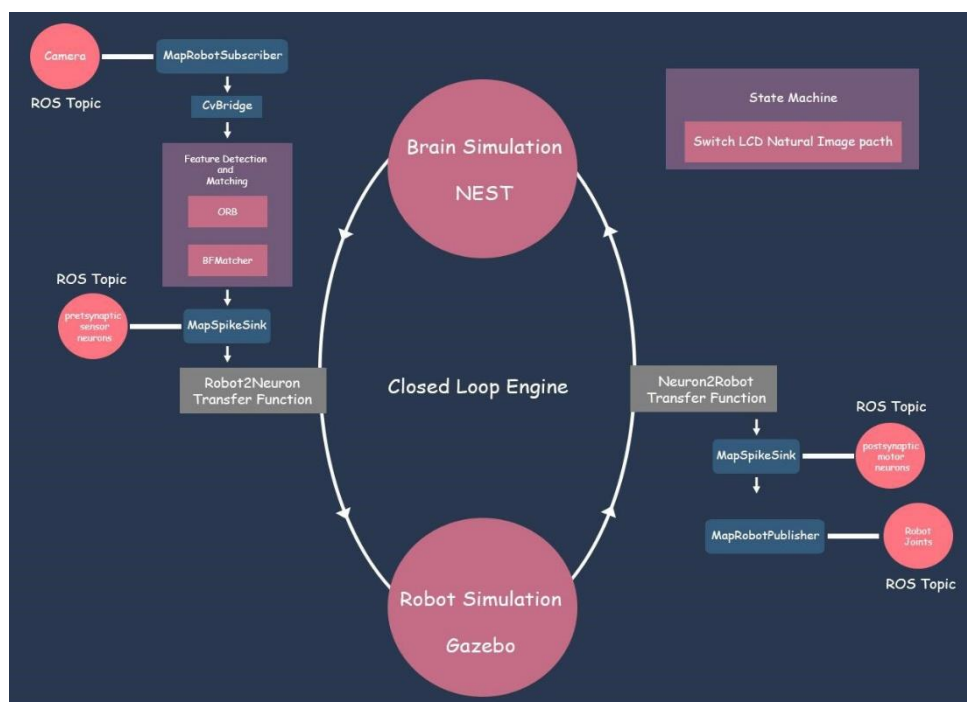 Camera
ROS Topic
MapRobotSubscriber
CvBridge
Feature Detection
and
Matching
ORB
BFMatcher
ROS Topic
pretsynaptic
sensor
neurons
MapSpikeSink
Robot2Neuron
Transfer Function
Brain Simulation
NEST
Closed Loop Engine
Robot Simulation
Gazebo
State Machine
Switch LCD Natural Image pacth
Neuron2Robot
Transfer Function
ROS Topic
MapSpikeSink
postsynaptic
motor
neurons
MapRobotPublisher
Robot
Joints
ROS Topic